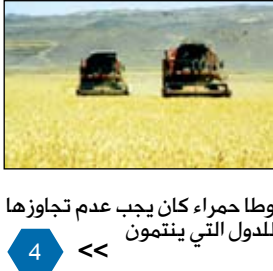 وطا حمراء كان يجب عدم تجاوزها
للدول التي ينتمون
4 >>